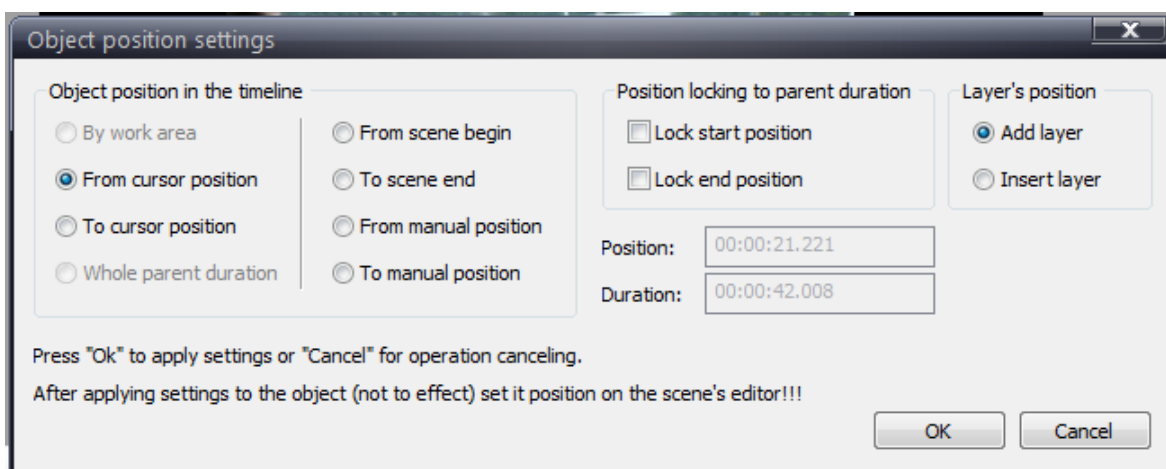 Object position settings
X
Object position in the timeline
By work area
From cursor position
To cursor position
Whole parent duration
From scene begin
To scene end
From manual position
To manual position
Position locking to parent duration
Lock start position
Lock end position
Layer's position
Add layer
Insert layer
Position: 00:00:21.221
Duration: 00:00:42.008
Press "Ok" to apply settings or "Cancel" for operation canceling.
After applying settings to the object (not to effect) set it position on the scene's editor!!!
OK Cancel